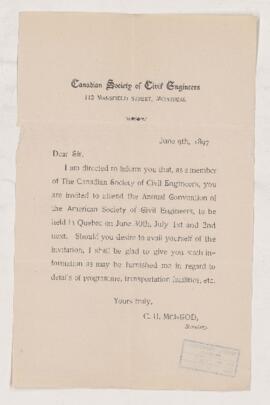 Canadian Society of Civil Engineers
112 MANSFIELD STREET, MONTREAL
June 9th, 1897
Dear Sir,
I am directed to inform you that, as a member
of The Canadian Society of Civil Engineers, you
are invited to attend the Annual Convention of
the American Society of Civil Engineers, to be
held in Quebec on June 30th, July 1st and 2nd
next. Should you desire to avail yourself of the
invitation, I shall be glad to give you such in-
formation as may be furnished me in regard to
details of programme, transportation facilities, etc.
Yours truly,
C. H. McLEOD,
Secretary